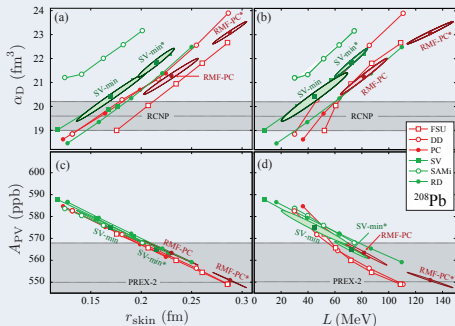 (a)
RMF-PC*
SV-min*
SV-min
RMF-PC
RCNP
α_D (fm³)
24
23
22
21
20
19
(b)
RMF-PC*
SV-min*
SV-min
RMF-PC
RCNP
(c)
SV-min
RMF-PC
SV-min*
RMF-PC*
PREX-2
A_PV (ppb)
600
590
580
570
560
550
0.15
0.2
0.25
0.3
r_skin (fm)
(d)
SV-min
SV-min*
RMF-PC
RMF-PC*
PREX-2
FSU
DD
PC
SV
SAMi
RD
²⁰⁸Pb
0
20
40
60
80
100
120
140
L (MeV)